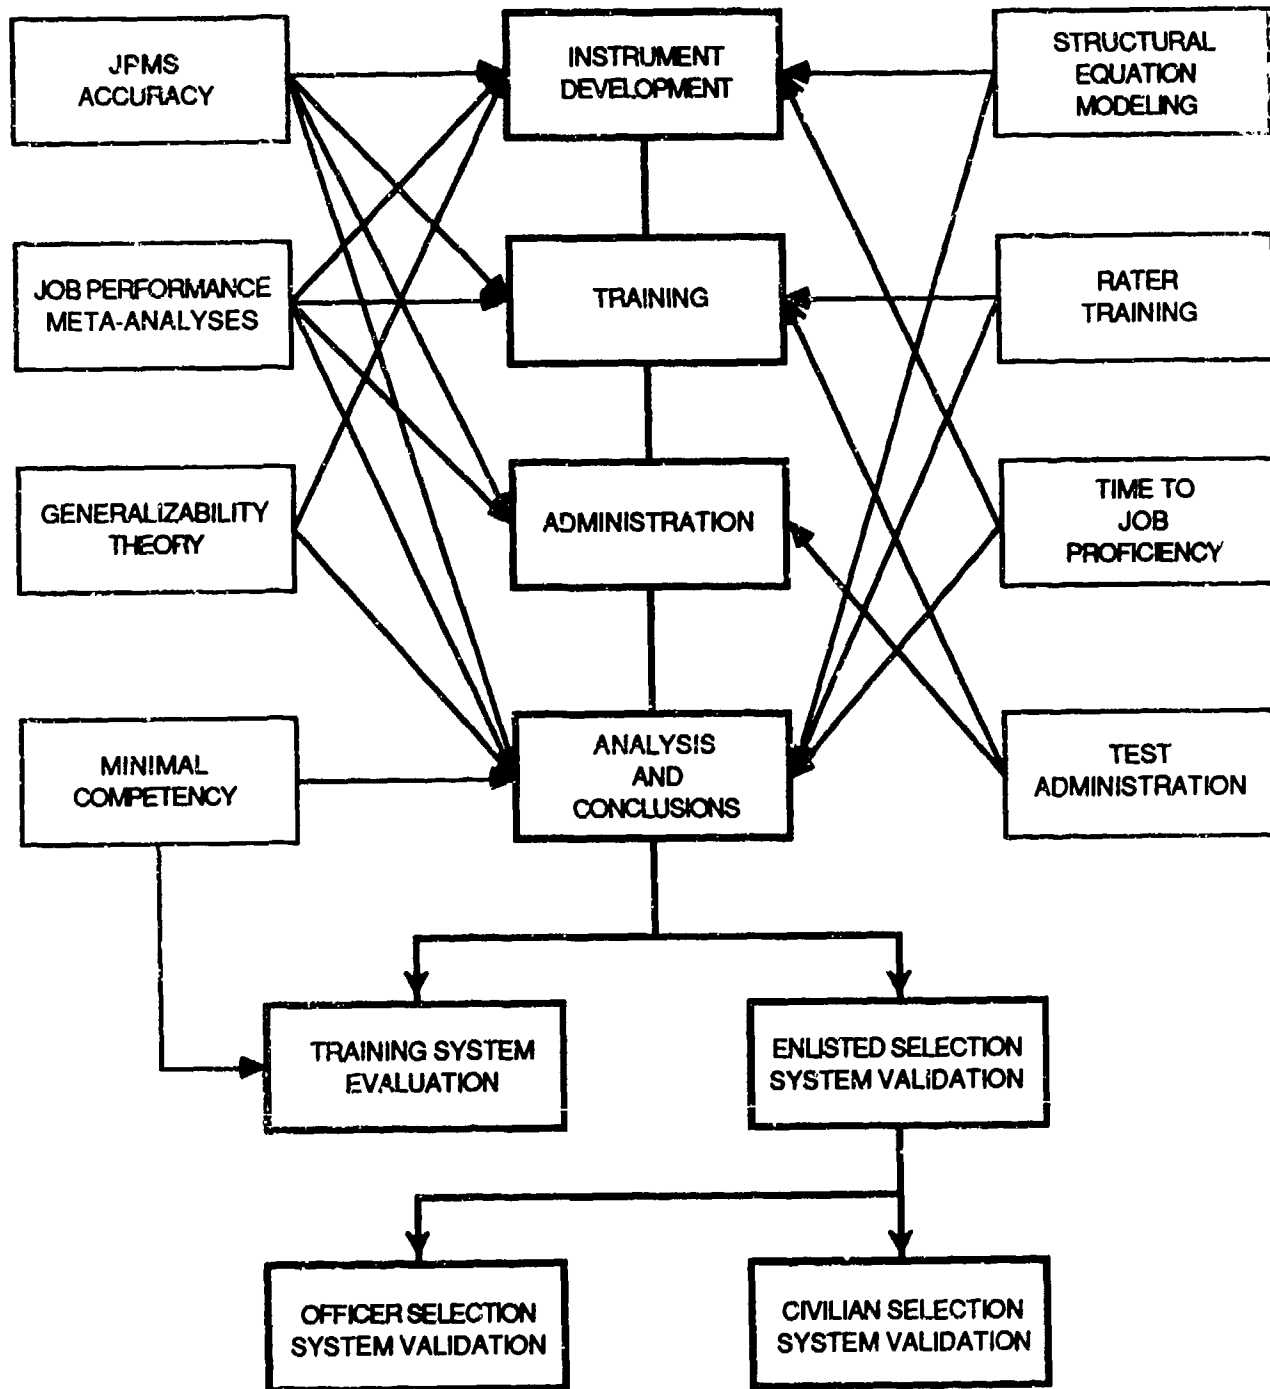 JPMS
ACCURACY
INSTRUMENT
DEVELOPMENT
STRUCTURAL
EQUATION
MODELING
JOB PERFORMANCE
META-ANALYSES
TRAINING
RATER
TRAINING
GENERALIZABILITY
THEORY
ADMINISTRATION
TIME TO
JOB
PROFICIENCY
MINIMAL
COMPETENCY
ANALYSIS
AND
CONCLUSIONS
TEST
ADMINISTRATION
TRAINING SYSTEM
EVALUATION
ENLISTED SELECTION
SYSTEM VALIDATION
OFFICER SELECTION
SYSTEM VALIDATION
CIVILIAN SELECTION
SYSTEM VALIDATION